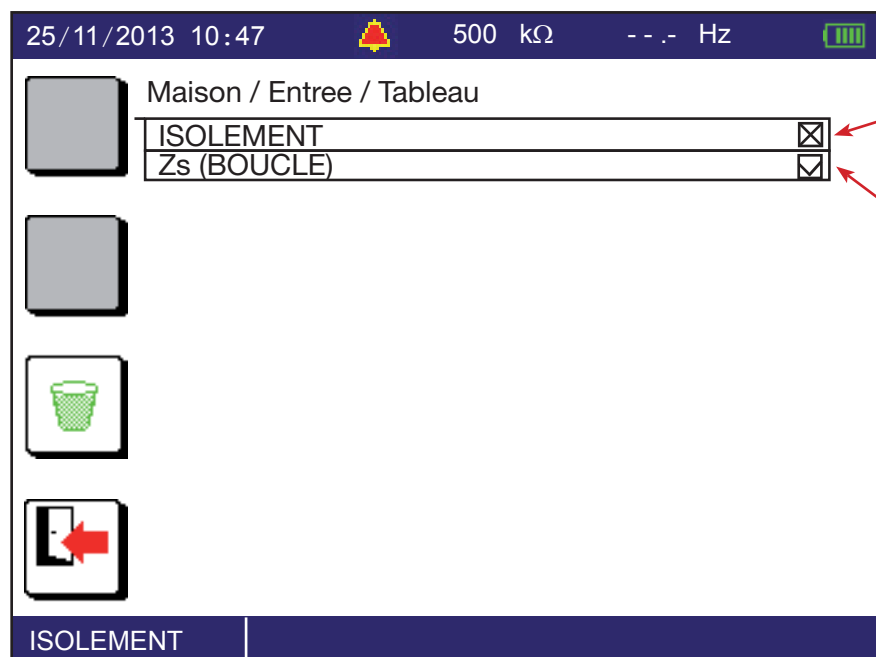 25/11/2013 10:47 500 kΩ - - .- Hz
Maison / Entree / Tableau
ISOLEMENT
Zs (BOUCLE)
ISOLEMENT